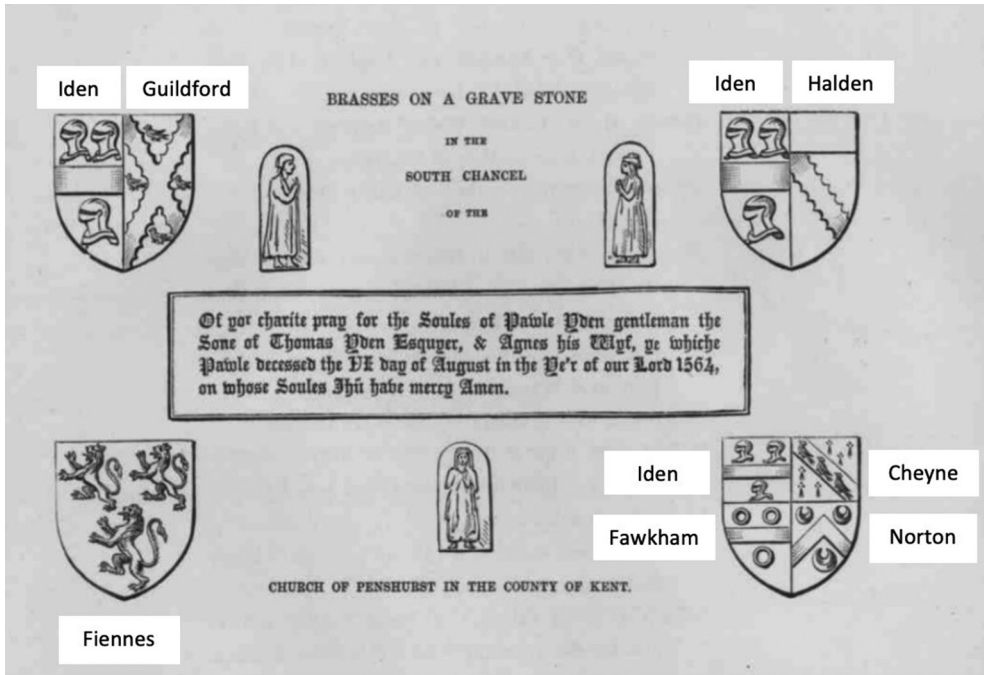 Iden Guildford
Iden Halden
BRASSES ON A GRAVE STONE
IN THE
SOUTH CHANCEL
OF THE
Of yor charite pray for the Soules of Pawle Yden gentleman the
Sone of Thomas Yden Esquyer, & Agnes his Wyf, ye whiche
Pawle decessed the VI day of August in the Ye'r of our Lord 1564,
on whose Soules Ihũ have mercy Amen.
Iden Cheyne
Fawkham Norton
CHURCH OF PENSHURST IN THE COUNTY OF KENT.
Fiennes